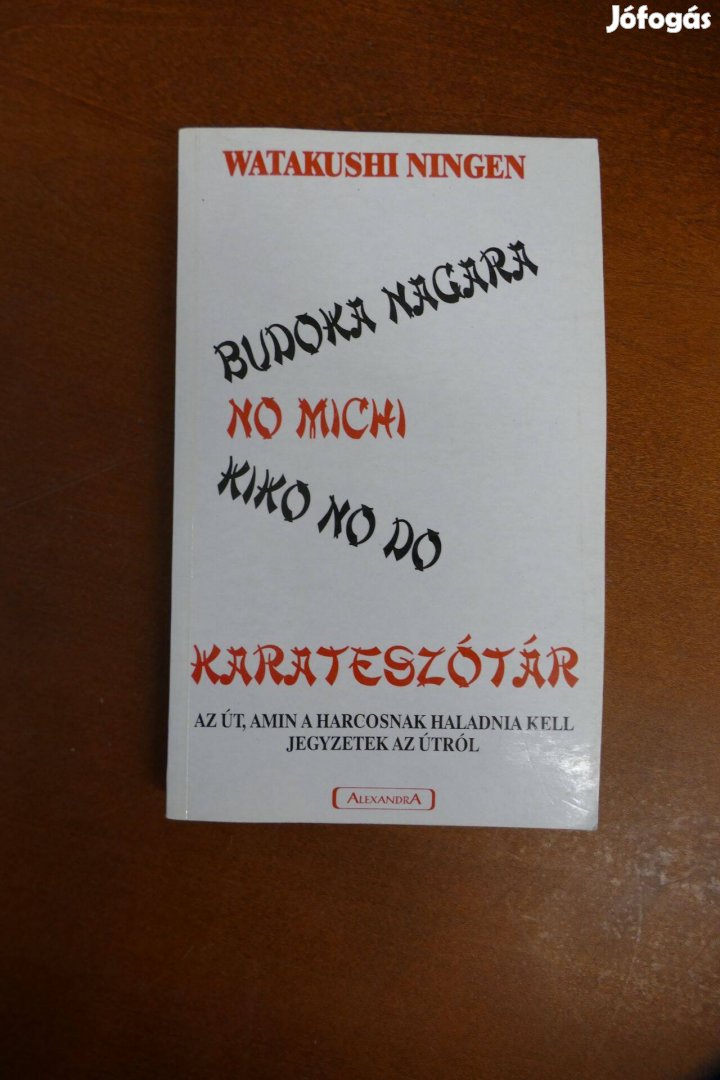 Jófogás
WATAKUSHI NINGEN
BUDOKA NAGARA
NO MICHI
KIKO NO DO
KARATESZÓTÁR
AZ ÚT, AMIN A HARCOSNAK HALADNIA KELL
JEGYZETEK AZ ÚTRÓL
ALEXANDRA